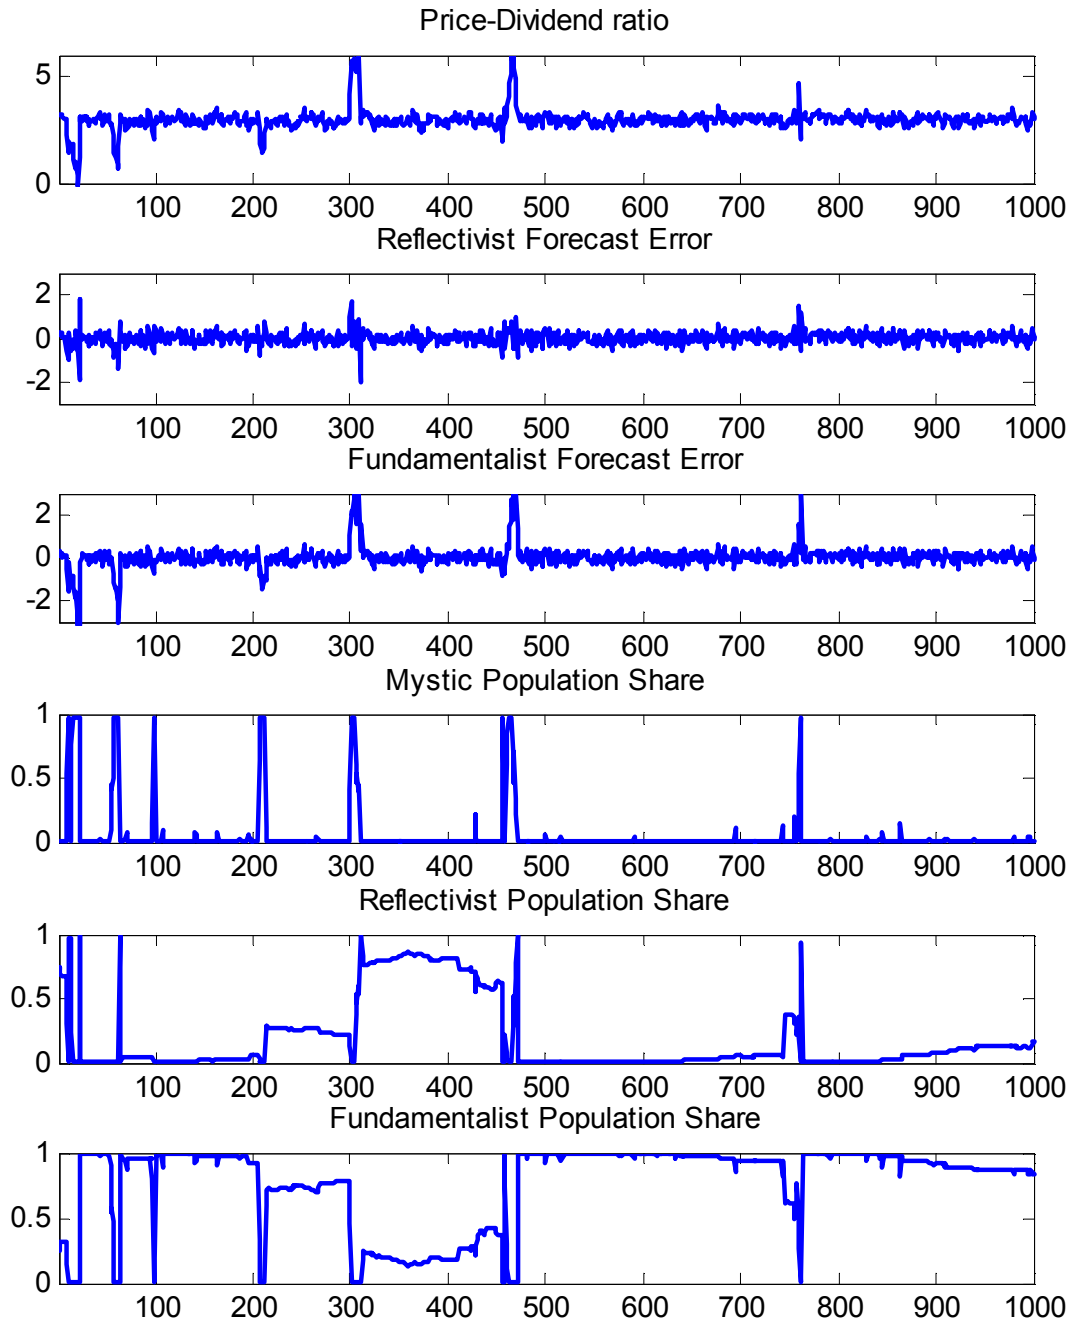 Price-Dividend ratio
5
0
100 200 300 400 500 600 700 800 900 1000
Reflectivist Forecast Error
2
0
-2
100 200 300 400 500 600 700 800 900 1000
Fundamentalist Forecast Error
2
0
-2
100 200 300 400 500 600 700 800 900 1000
Mystic Population Share
1
0.5
0
100 200 300 400 500 600 700 800 900 1000
Reflectivist Population Share
1
0.5
0
100 200 300 400 500 600 700 800 900 1000
Fundamentalist Population Share
1
0.5
0
100 200 300 400 500 600 700 800 900 1000